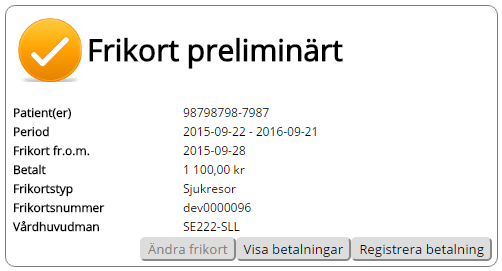 Frikort preliminärt
Patient(er) 98798798-7987
Period 2015-09-22 - 2016-09-21
Frikort fr.o.m. 2015-09-28
Betalt 1 100,00 kr
Frikortstyp Sjukresor
Frikortsnummer dev0000096
Vårdhuvudman SE222-SLL
Ändra frikort Visa betalningar Registrera betalning